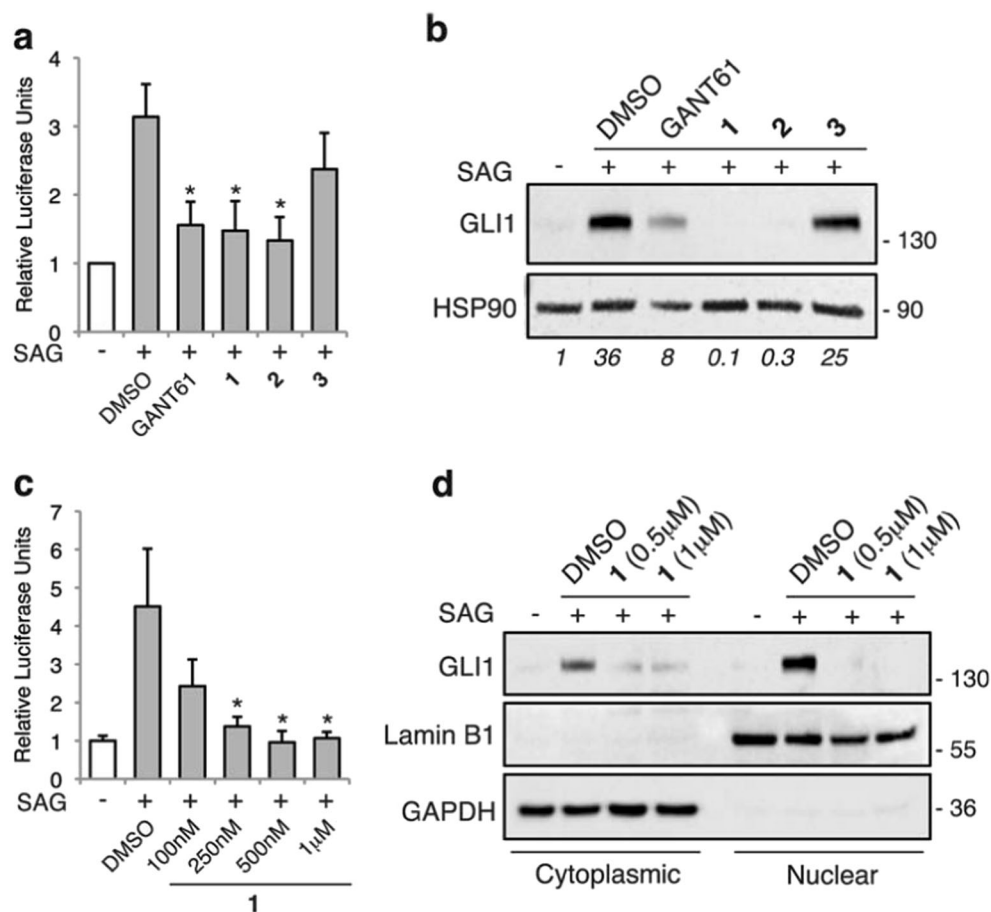 a
Relative Luciferase Units
4
3
2
1
0
* * *
SAG - + + + + +
DMSO GANT61 1 2 3
b
DMSO GANT61 1 2 3
SAG - + + + + +
GLI1 - 130
HSP90 - 90
1 36 8 0.1 0.3 25
c
Relative Luciferase Units
7
6
5
4
3
2
1
0
* * *
SAG - + + + + +
DMSO 100nM 250nM 500nM 1μM
1
d
DMSO 1 (0.5μM) 1 (1μM) DMSO 1 (0.5μM) 1 (1μM)
SAG - + + + - + + +
GLI1 - 130
Lamin B1 - 55
GAPDH - 36
Cytoplasmic Nuclear